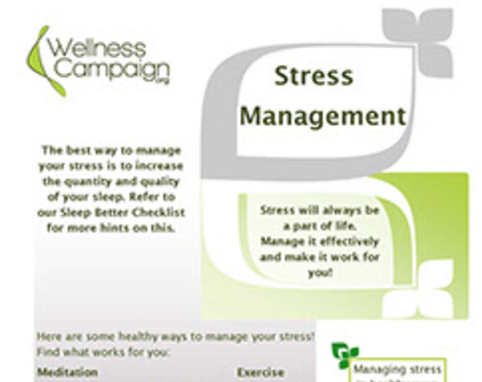 Wellness
Campaign.org
Stress
Management
The best way to manage
your stress is to increase
the quantity and quality
of your sleep. Refer to
our Sleep Better Checklist
for more hints on this.
Stress will always be
a part of life.
Manage it effectively
and make it work for
you!
Here are some healthy ways to manage your stress!
Find what works for you:
Meditation
Exercise
Managing stress